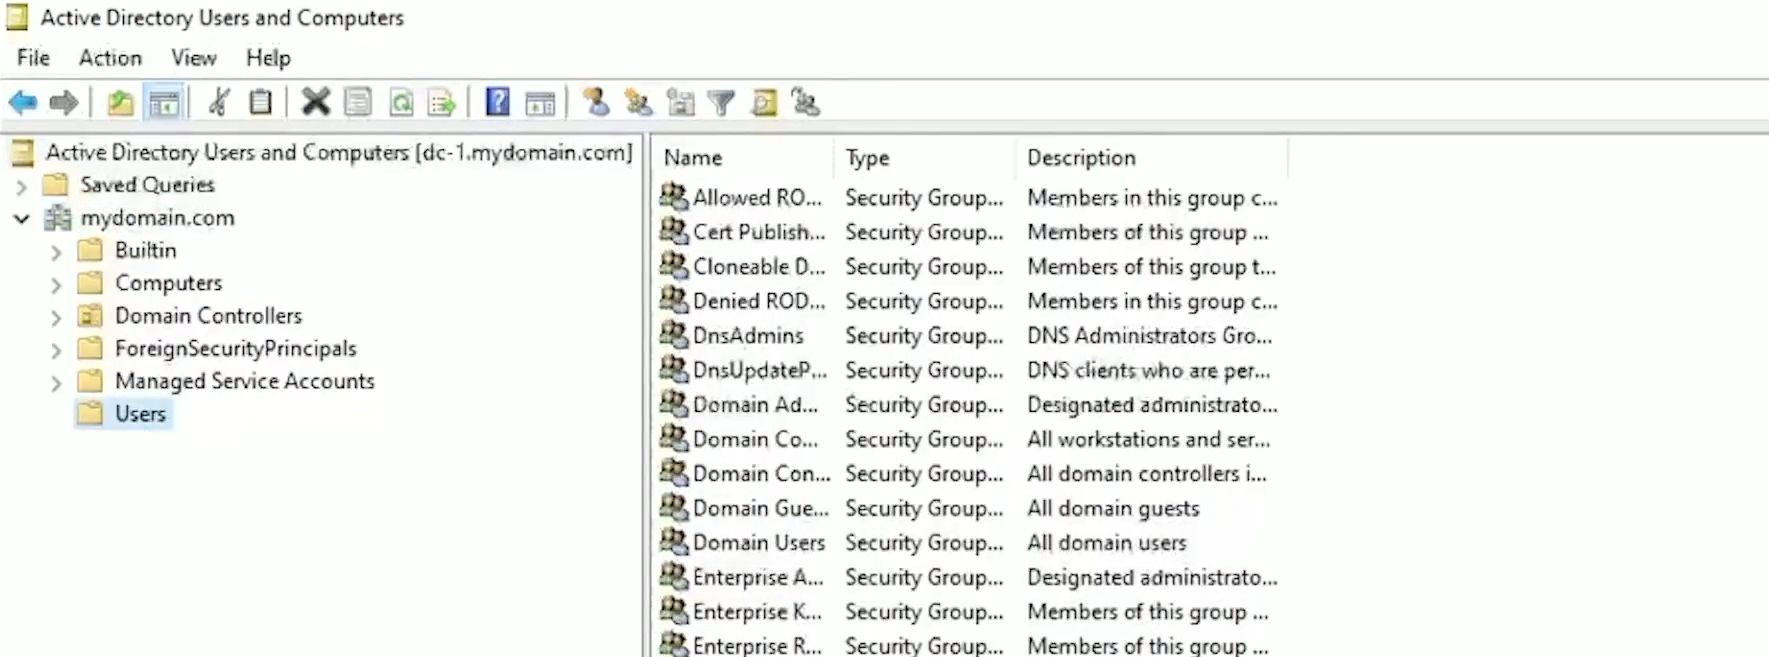 Active Directory Users and Computers
File Action View Help
Active Directory Users and Computers [dc-1.mydomain.com]
Saved Queries
mydomain.com
Builtin
Computers
Domain Controllers
ForeignSecurityPrincipals
Managed Service Accounts
Users
Name Type Description
Allowed RO... Security Group... Members in this group c...
Cert Publish... Security Group... Members of this group ...
Cloneable D... Security Group... Members of this group t...
Denied ROD... Security Group... Members in this group c...
DnsAdmins Security Group... DNS Administrators Gro...
DnsUpdateP... Security Group... DNS clients who are per...
Domain Ad... Security Group... Designated administrato...
Domain Co... Security Group... All workstations and ser...
Domain Con... Security Group... All domain controllers i...
Domain Gue... Security Group... All domain guests
Domain Users Security Group... All domain users
Enterprise A... Security Group... Designated administrato...
Enterprise K... Security Group... Members of this group ...
Enterprise R... Security Group... Members of this group ...